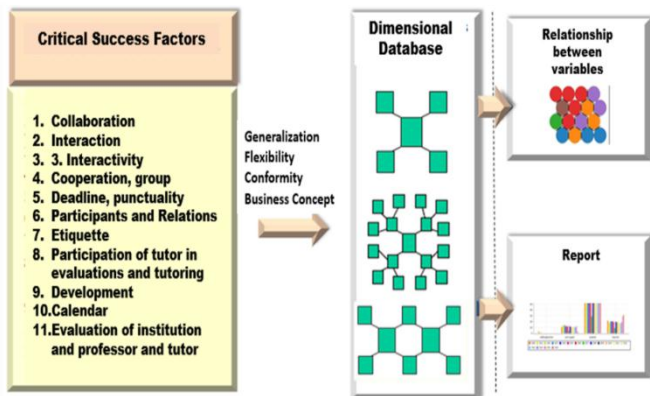 Critical Success Factors
1. Collaboration
2. Interaction
3. 3. Interactivity
4. Cooperation, group
5. Deadline, punctuality
6. Participants and Relations
7. Etiquette
8. Participation of tutor in
evaluations and tutoring
9. Development
10.Calendar
11.Evaluation of institution
and professor and tutor
Generalization
Flexibility
Conformity
Business Concept
Dimensional
Database
Relationship
between
variables
Report